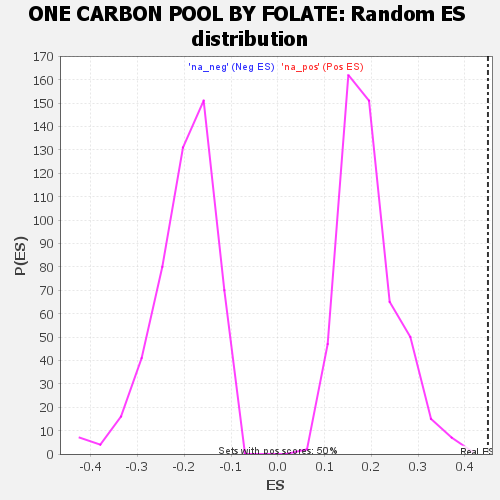 ONE CARBON POOL BY FOLATE: Random ES
distribution
'na_neg' (Neg ES) 'na_pos' (Pos ES)
170
160
150
140
130
120
110
100
90
80
70
60
50
40
30
20
10
0
P(ES)
Sets with pos scores: 50%
Real ES
-0.4 -0.3 -0.2 -0.1 0.0 0.1 0.2 0.3 0.4
ES